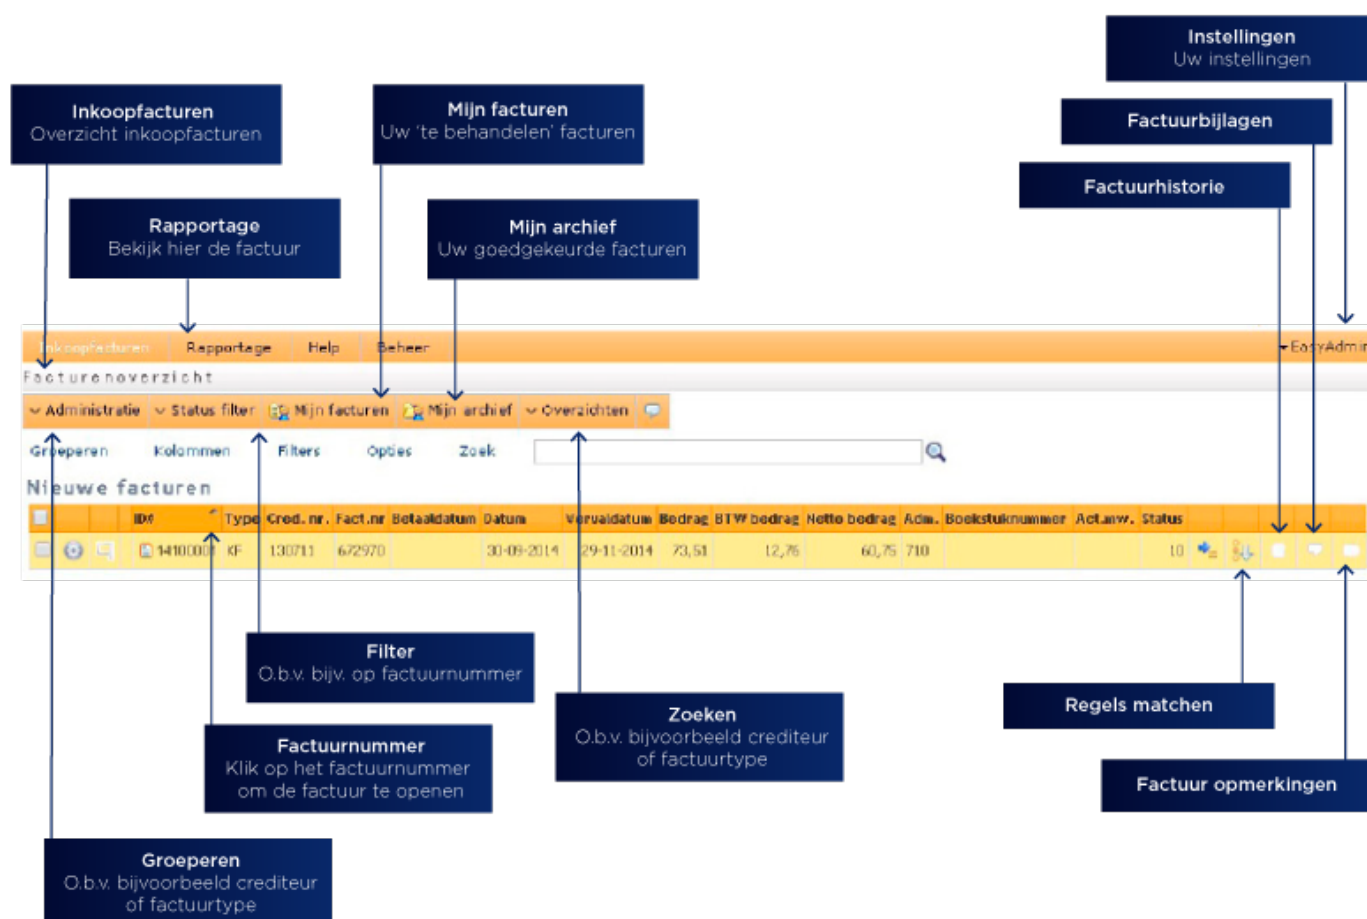 Instellingen
Uw instellingen
Inkoopfacturen
Overzicht inkoopfacturen
Mijn facturen
Uw 'te behandelen' facturen
Factuurbijlagen
Factuurhistorie
Rapportage
Bekijk hier de factuur
Mijn archief
Uw goedgekeurde facturen
Inkoopfacturen Rapportage Help Beheer EasyAdmin
Facturenoverzicht
Administratie Status filter Mijn facturen Mijn archief Overzichten
Groeperen Kolommen Filters Opties Zoek
Nieuwe facturen
ID# Type Cred. nr. Fact.nr Betaaldatum Datum Vervaldatum Bedrag BTW bedrag Netto bedrag Adm. Boekstuknummer Act.mw. Status
14100001 KF 130711 672970 30-09-2014 29-11-2014 73,51 12,76 60,75 710 10
Filter
O.b.v. bijv. op factuurnummer
Regels matchen
Zoeken
O.b.v. bijvoorbeeld crediteur
of factuurtype
Factuurnummer
Klik op het factuurnummer
om de factuur te openen
Factuur opmerkingen
Groeperen
O.b.v. bijvoorbeeld crediteur
of factuurtype